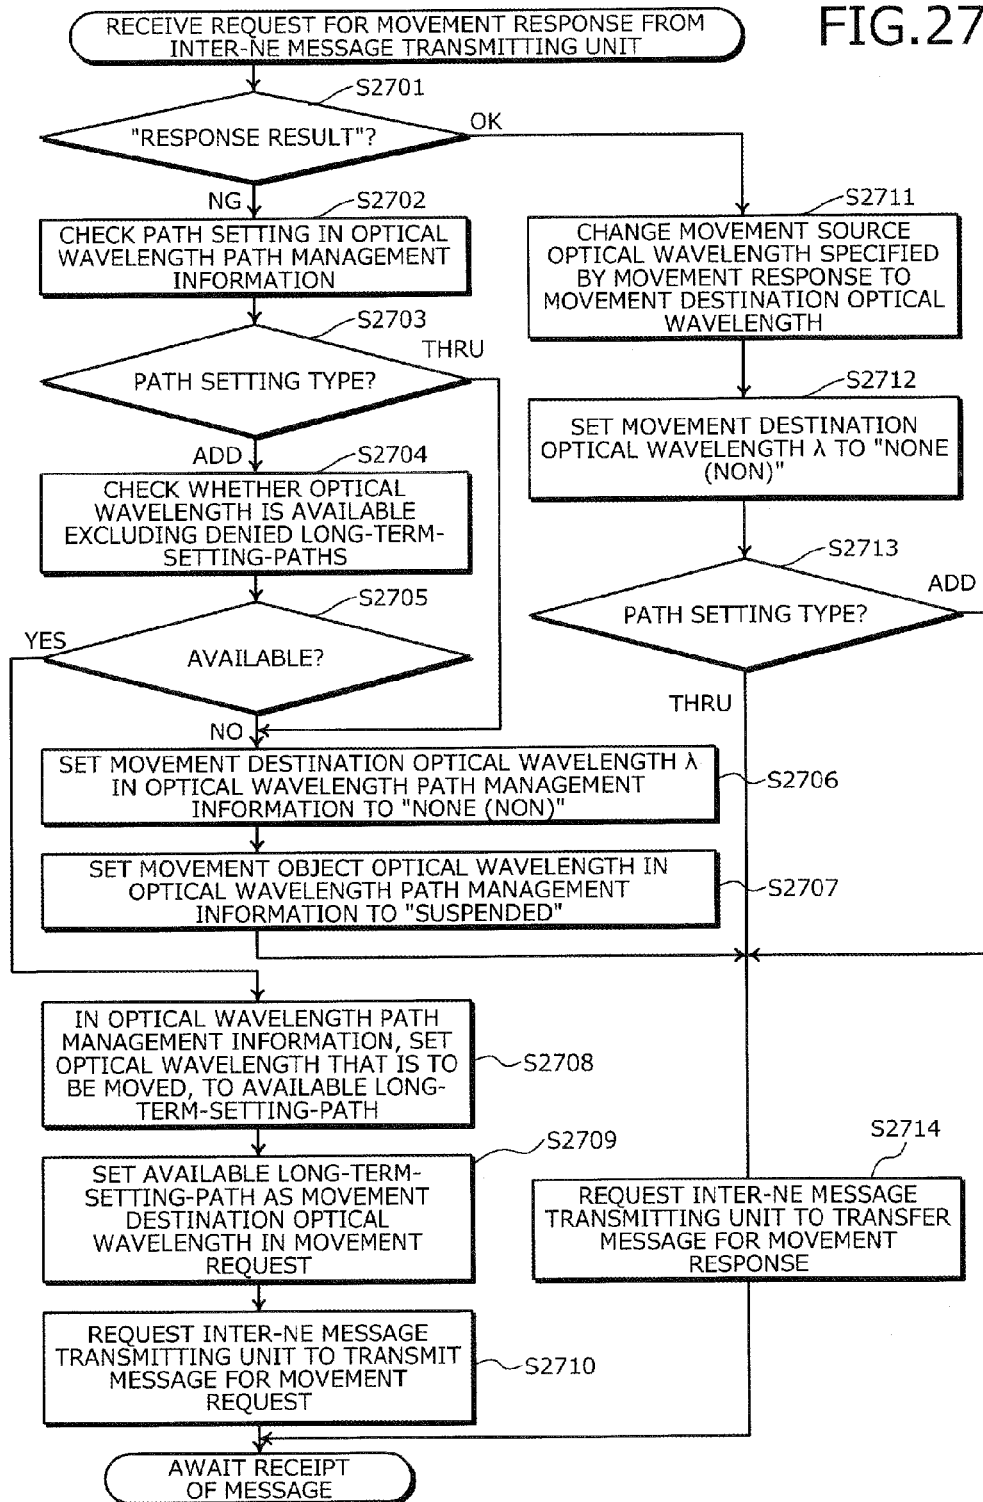 FIG.27
RECEIVE REQUEST FOR MOVEMENT RESPONSE FROM
INTER-NE MESSAGE TRANSMITTING UNIT
S2701
"RESPONSE RESULT"?
OK
NG
S2702
CHECK PATH SETTING IN OPTICAL
WAVELENGTH PATH MANAGEMENT
INFORMATION
S2703
THRU
PATH SETTING TYPE?
ADD
S2704
CHECK WHETHER OPTICAL
WAVELENGTH IS AVAILABLE
EXCLUDING DENIED LONG-TERM-
SETTING-PATHS
S2705
YES
AVAILABLE?
NO
SET MOVEMENT DESTINATION OPTICAL WAVELENGTH λ
IN OPTICAL WAVELENGTH PATH MANAGEMENT
INFORMATION TO "NONE (NON)"
S2706
SET MOVEMENT OBJECT OPTICAL WAVELENGTH IN
OPTICAL WAVELENGTH PATH MANAGEMENT
INFORMATION TO "SUSPENDED"
S2707
IN OPTICAL WAVELENGTH PATH
MANAGEMENT INFORMATION, SET
OPTICAL WAVELENGTH THAT IS TO
BE MOVED, TO AVAILABLE LONG-
TERM-SETTING-PATH
S2708
S2709
SET AVAILABLE LONG-TERM-
SETTING-PATH AS MOVEMENT
DESTINATION OPTICAL
WAVELENGTH IN MOVEMENT
REQUEST
REQUEST INTER-NE MESSAGE
TRANSMITTING UNIT TO TRANSMIT
MESSAGE FOR MOVEMENT
REQUEST
S2710
S2711
CHANGE MOVEMENT SOURCE
OPTICAL WAVELENGTH SPECIFIED
BY MOVEMENT RESPONSE TO
MOVEMENT DESTINATION OPTICAL
WAVELENGTH
S2712
SET MOVEMENT DESTINATION
OPTICAL WAVELENGTH λ TO "NONE
(NON)"
S2713
ADD
PATH SETTING TYPE?
THRU
S2714
REQUEST INTER-NE MESSAGE
TRANSMITTING UNIT TO TRANSFER
MESSAGE FOR MOVEMENT
RESPONSE
AWAIT RECEIPT
OF MESSAGE